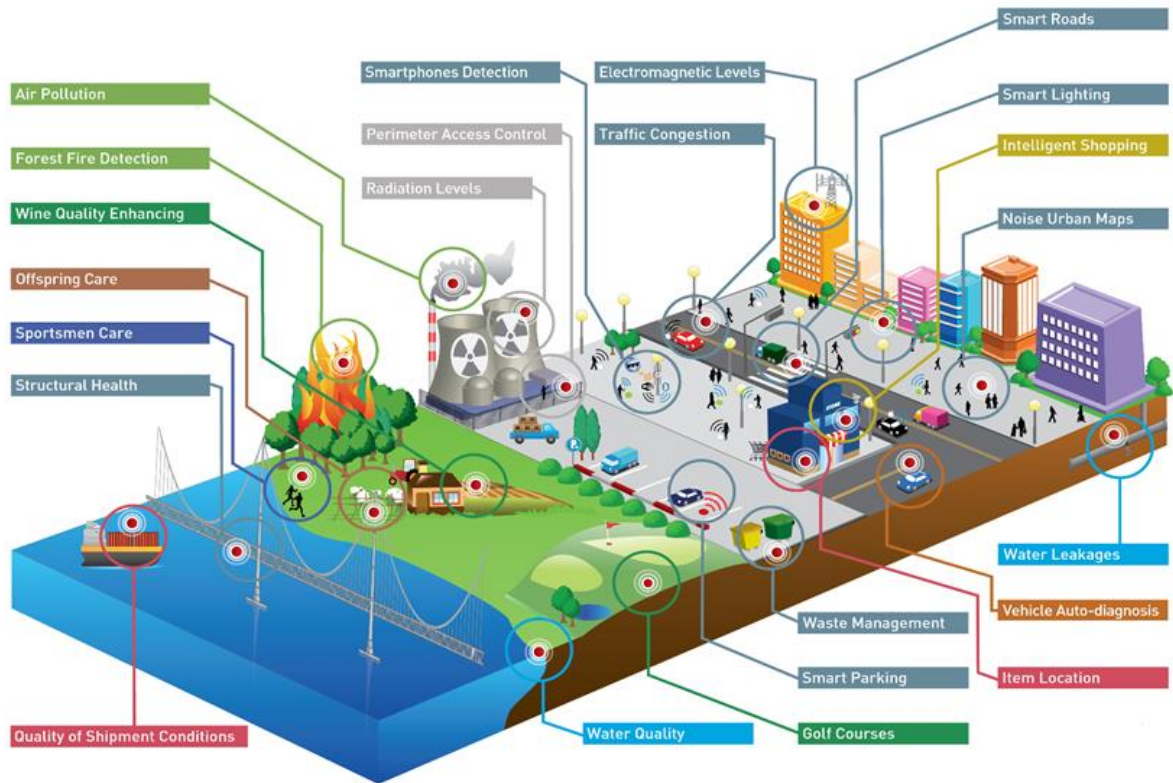 Smart Roads
Smartphones Detection
Electromagnetic Levels
Air Pollution
Smart Lighting
Perimeter Access Control
Traffic Congestion
Intelligent Shopping
Forest Fire Detection
Radiation Levels
Wine Quality Enhancing
Noise Urban Maps
Offspring Care
Sportsmen Care
Structural Health
STORE
P
Water Leakages
Vehicle Auto-diagnosis
Waste Management
Smart Parking
Item Location
Quality of Shipment Conditions
Water Quality
Golf Courses